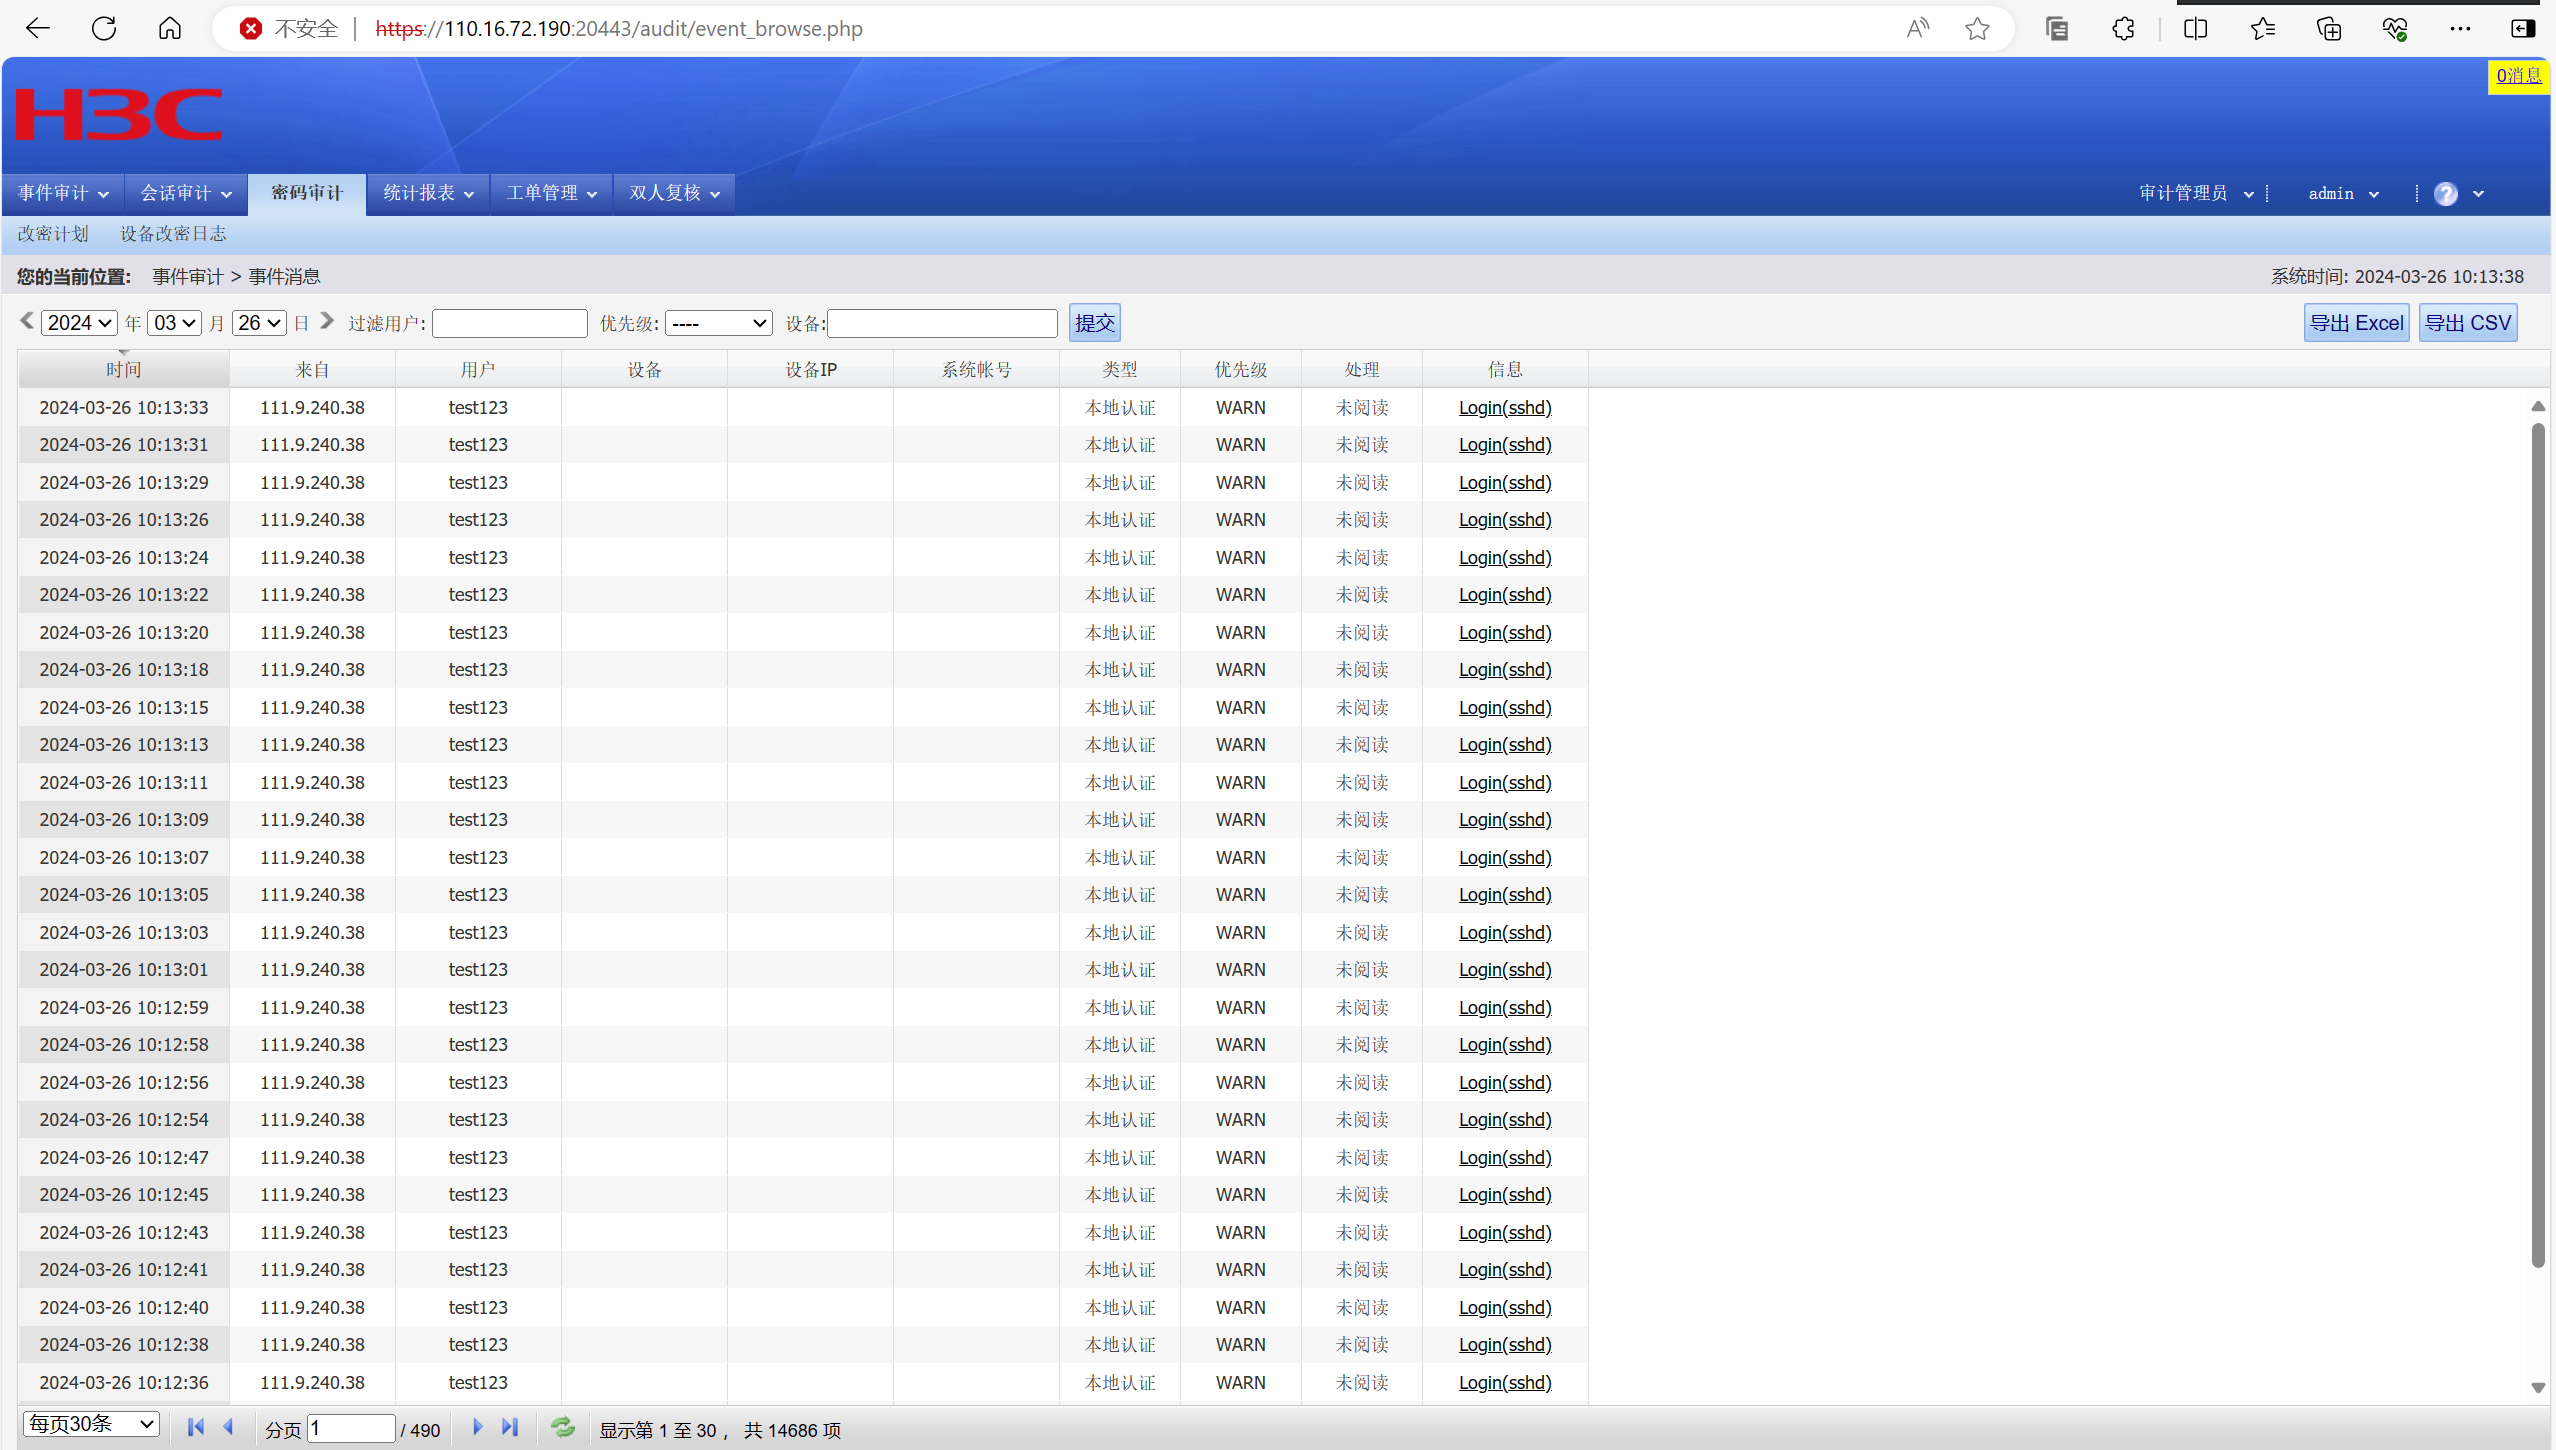 不安全 https://110.16.72.190:20443/audit/event_browse.php
0消息
H3C
事件审计 会话审计 密码审计 统计报表 工单管理 双人复核 审计管理员 admin ?
改密计划 设备改密日志
您的当前位置: 事件审计 > 事件消息 系统时间: 2024-03-26 10:13:38
2024 年 03 月 26 日 过滤用户: 优先级: ---- 设备: 提交 导出 Excel 导出 CSV
时间 来自 用户 设备 设备IP 系统帐号 类型 优先级 处理 信息
2024-03-26 10:13:33 111.9.240.38 test123 本地认证 WARN 未阅读 Login(sshd)
2024-03-26 10:13:31 111.9.240.38 test123 本地认证 WARN 未阅读 Login(sshd)
2024-03-26 10:13:29 111.9.240.38 test123 本地认证 WARN 未阅读 Login(sshd)
2024-03-26 10:13:26 111.9.240.38 test123 本地认证 WARN 未阅读 Login(sshd)
2024-03-26 10:13:24 111.9.240.38 test123 本地认证 WARN 未阅读 Login(sshd)
2024-03-26 10:13:22 111.9.240.38 test123 本地认证 WARN 未阅读 Login(sshd)
2024-03-26 10:13:20 111.9.240.38 test123 本地认证 WARN 未阅读 Login(sshd)
2024-03-26 10:13:18 111.9.240.38 test123 本地认证 WARN 未阅读 Login(sshd)
2024-03-26 10:13:15 111.9.240.38 test123 本地认证 WARN 未阅读 Login(sshd)
2024-03-26 10:13:13 111.9.240.38 test123 本地认证 WARN 未阅读 Login(sshd)
2024-03-26 10:13:11 111.9.240.38 test123 本地认证 WARN 未阅读 Login(sshd)
2024-03-26 10:13:09 111.9.240.38 test123 本地认证 WARN 未阅读 Login(sshd)
2024-03-26 10:13:07 111.9.240.38 test123 本地认证 WARN 未阅读 Login(sshd)
2024-03-26 10:13:05 111.9.240.38 test123 本地认证 WARN 未阅读 Login(sshd)
2024-03-26 10:13:03 111.9.240.38 test123 本地认证 WARN 未阅读 Login(sshd)
2024-03-26 10:13:01 111.9.240.38 test123 本地认证 WARN 未阅读 Login(sshd)
2024-03-26 10:12:59 111.9.240.38 test123 本地认证 WARN 未阅读 Login(sshd)
2024-03-26 10:12:58 111.9.240.38 test123 本地认证 WARN 未阅读 Login(sshd)
2024-03-26 10:12:56 111.9.240.38 test123 本地认证 WARN 未阅读 Login(sshd)
2024-03-26 10:12:54 111.9.240.38 test123 本地认证 WARN 未阅读 Login(sshd)
2024-03-26 10:12:47 111.9.240.38 test123 本地认证 WARN 未阅读 Login(sshd)
2024-03-26 10:12:45 111.9.240.38 test123 本地认证 WARN 未阅读 Login(sshd)
2024-03-26 10:12:43 111.9.240.38 test123 本地认证 WARN 未阅读 Login(sshd)
2024-03-26 10:12:41 111.9.240.38 test123 本地认证 WARN 未阅读 Login(sshd)
2024-03-26 10:12:40 111.9.240.38 test123 本地认证 WARN 未阅读 Login(sshd)
2024-03-26 10:12:38 111.9.240.38 test123 本地认证 WARN 未阅读 Login(sshd)
2024-03-26 10:12:36 111.9.240.38 test123 本地认证 WARN 未阅读 Login(sshd)
每页30条 分页 1 / 490 显示第 1 至 30 ， 共 14686 项